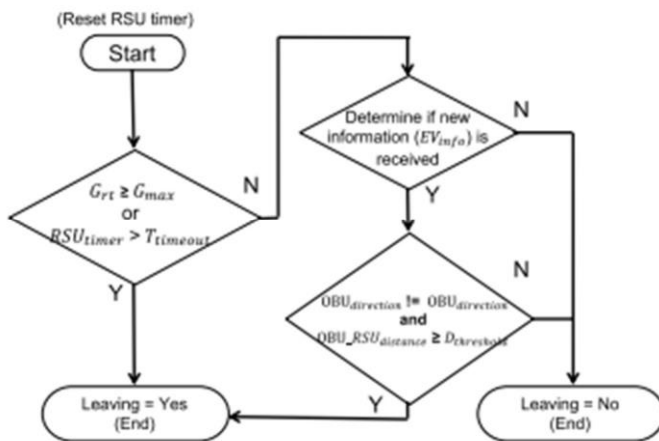 (Reset RSU timer)
Start
N
Determine if new
information (EV_info) is
received
N
Y
G_rt ≥ G_max
or
RSU_timer > T_timeout
Y
N
OBU_direction != OBU_direction
and
OBU_RSU_distance ≥ D_threshold
Y
Leaving = Yes
(End)
Leaving = No
(End)